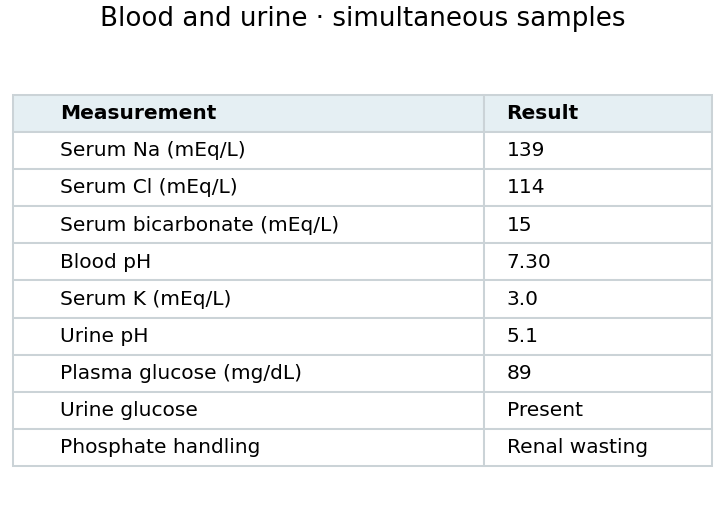 Blood and urine · simultaneous samples
Measurement Result
Serum Na (mEq/L) 139
Serum Cl (mEq/L) 114
Serum bicarbonate (mEq/L) 15
Blood pH 7.30
Serum K (mEq/L) 3.0
Urine pH 5.1
Plasma glucose (mg/dL) 89
Urine glucose Present
Phosphate handling Renal wasting